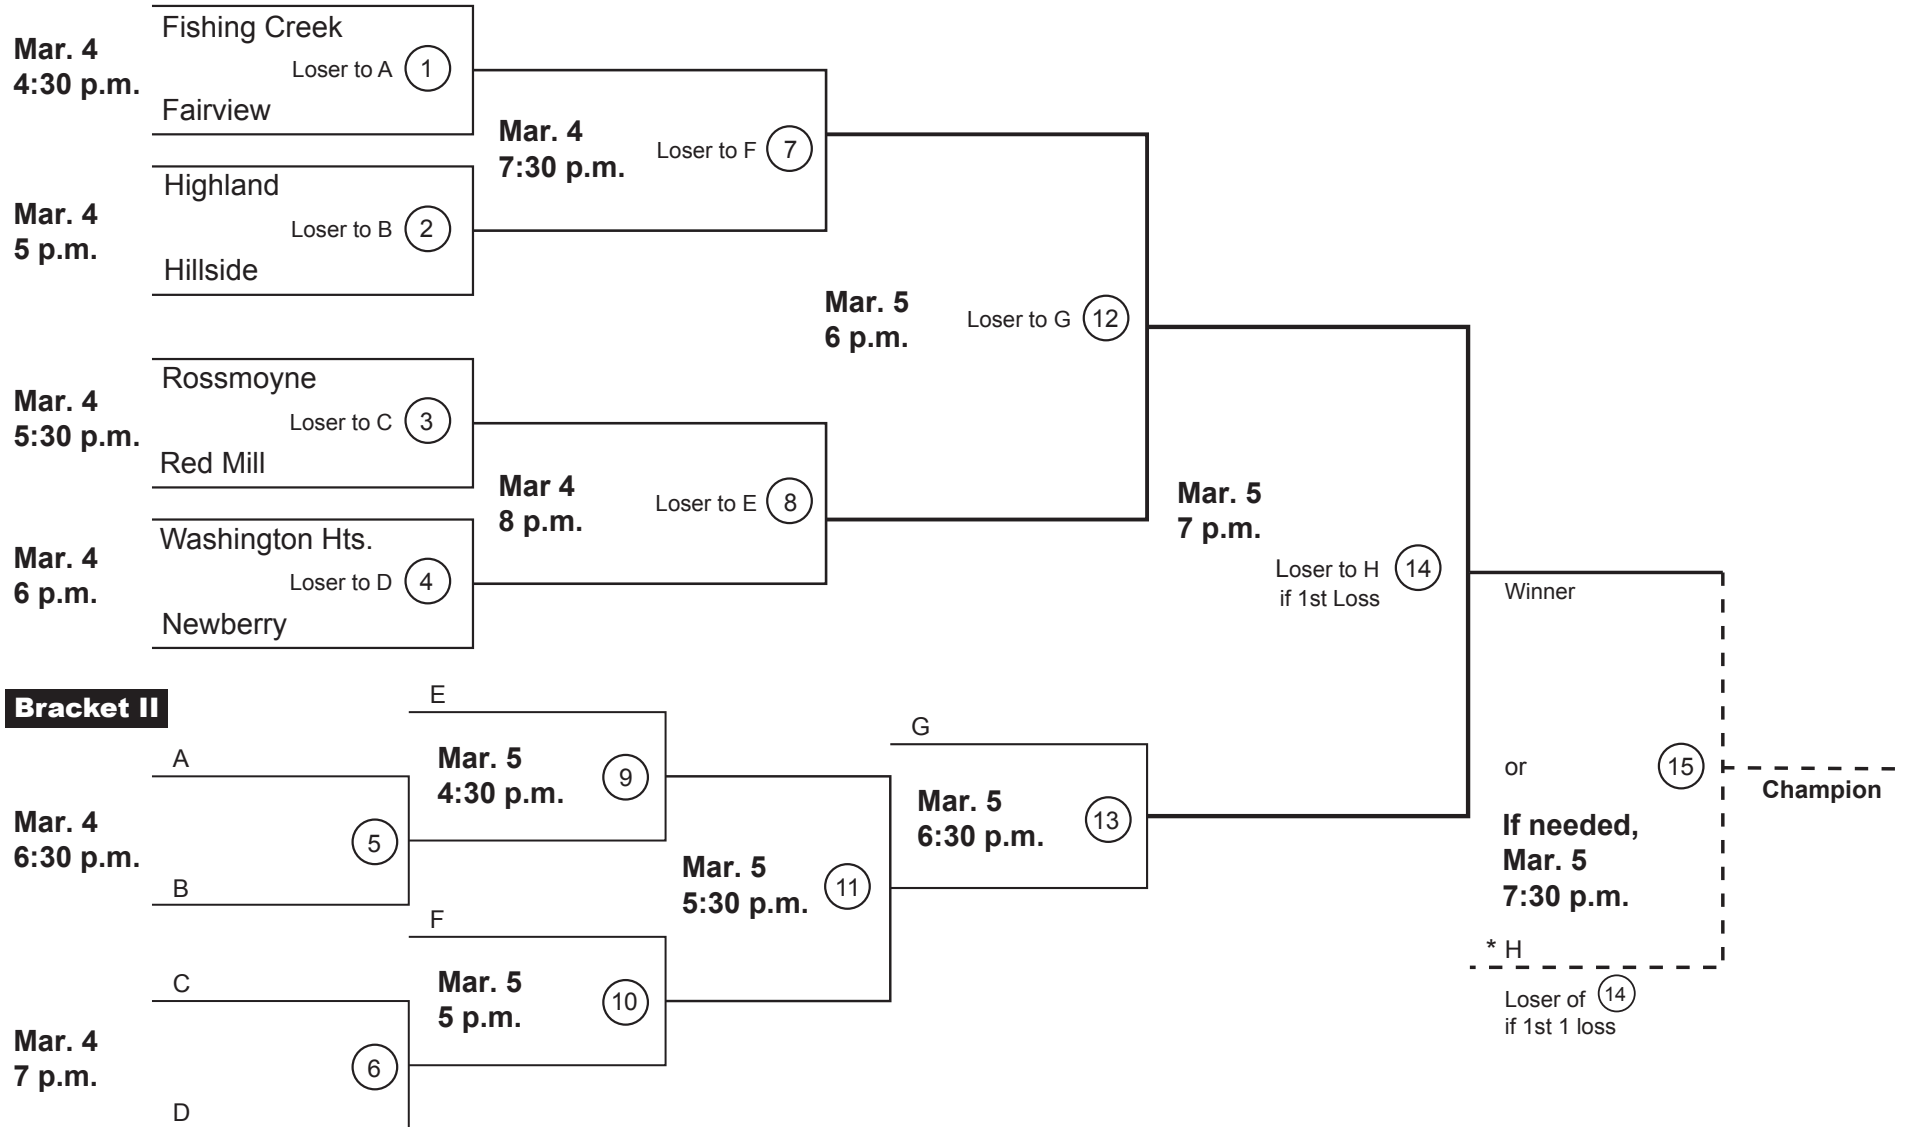 Fishing Creek
Mar. 4
4:30 p.m.
Loser to A 1
Fairview
Mar. 4
7:30 p.m.
Loser to F 7
Highland
Mar. 4
5 p.m.
Loser to B 2
Hillside
Mar. 5
6 p.m.
Loser to G 12
Rossmoyne
Mar. 4
5:30 p.m.
Loser to C 3
Red Mill
Mar 4
8 p.m.
Loser to E 8
Mar. 5
7 p.m.
Washington Hts.
Mar. 4
6 p.m.
Loser to D 4
Newberry
Loser to H 14
if 1st Loss
Winner
Bracket II
E
Mar. 5
4:30 p.m.
9
A
Mar. 4
6:30 p.m.
5
B
G
Mar. 5
6:30 p.m.
13
Mar. 5
5:30 p.m.
11
F
Mar. 5
5 p.m.
10
C
Mar. 4
7 p.m.
6
D
or
15
Champion
If needed,
Mar. 5
7:30 p.m.
* H
Loser of 14
if 1st 1 loss